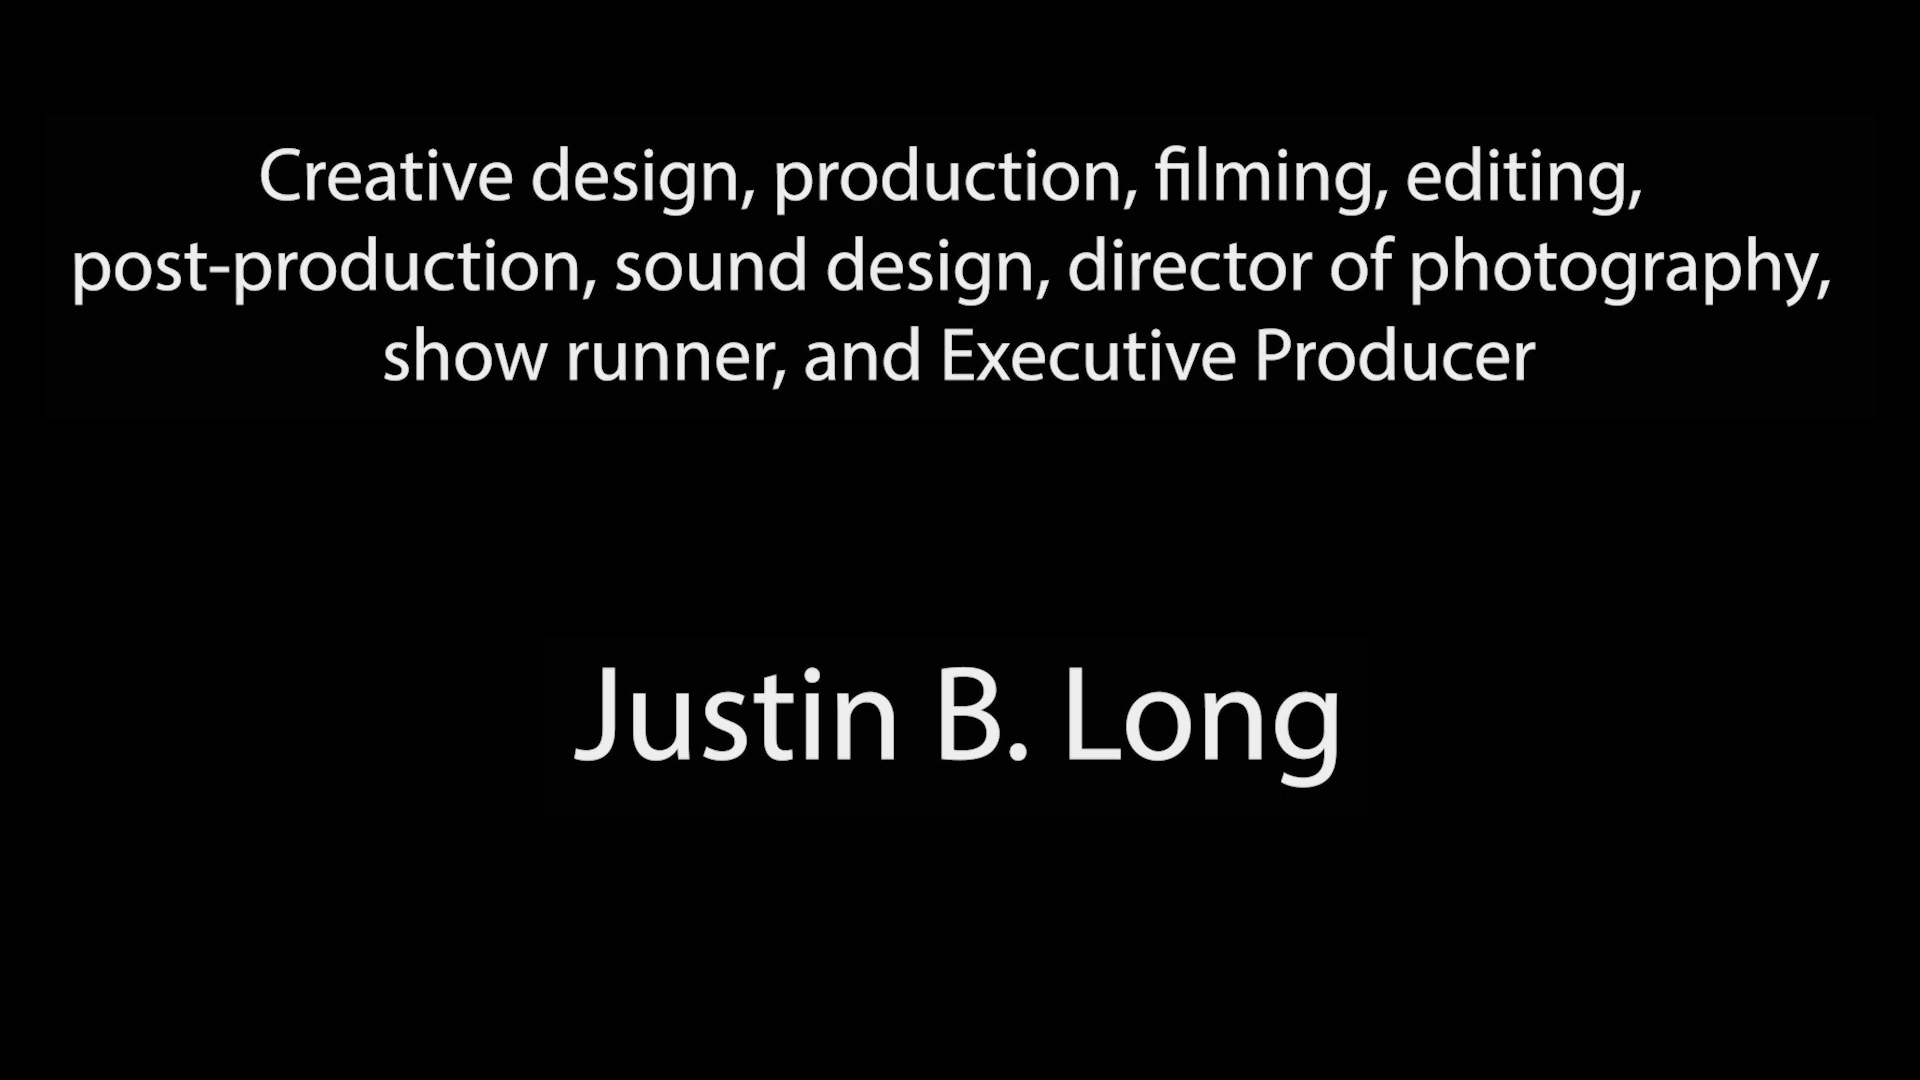 Creative design, production, filming, editing,
post-production, sound design, director of photography,
show runner, and Executive Producer
Justin B. Long